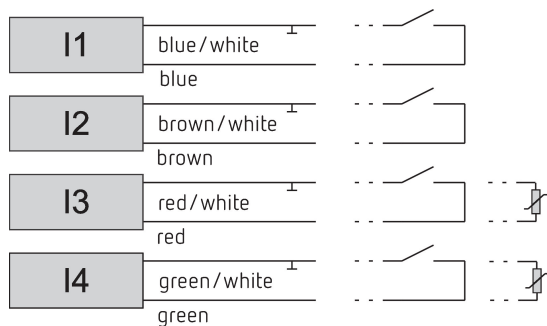 I1
blue/white
blue
I2
brown/white
brown
I3
red/white
red
I4
green/white
green